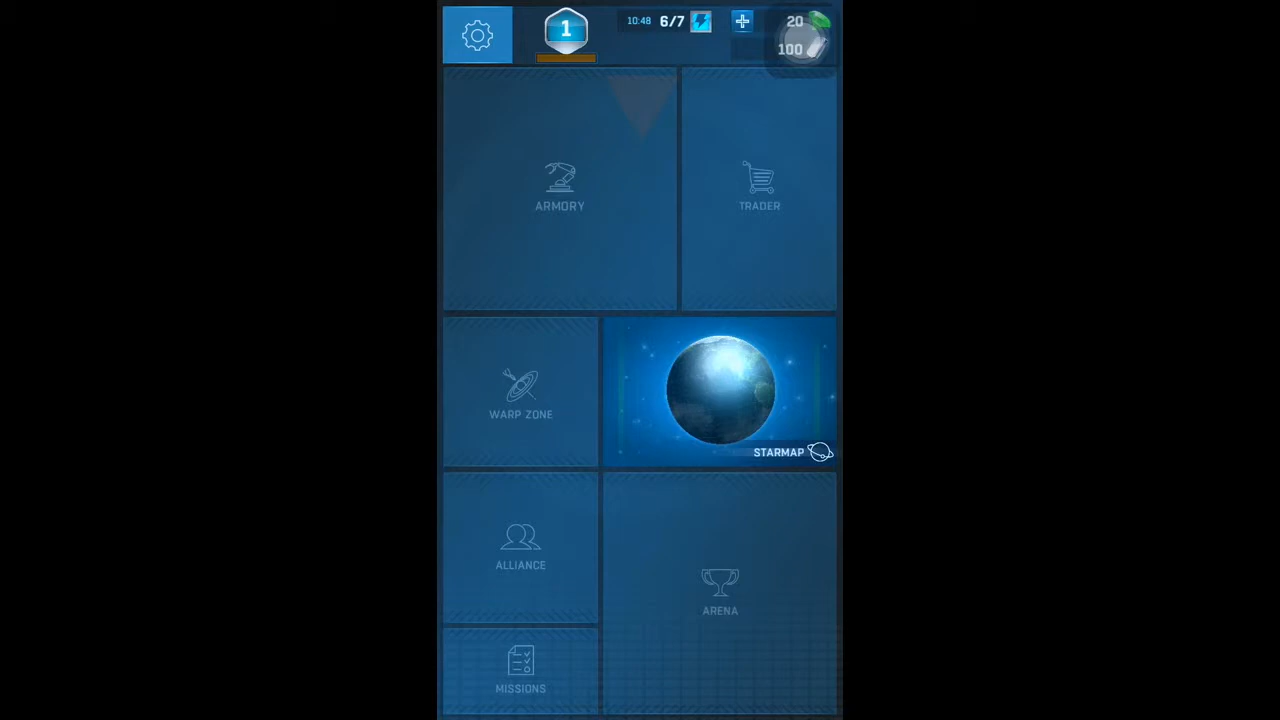 1
10:48 6/7
20
100
ARMORY
TRADER
WARP ZONE
STARMAP
ALLIANCE
ARENA
MISSIONS